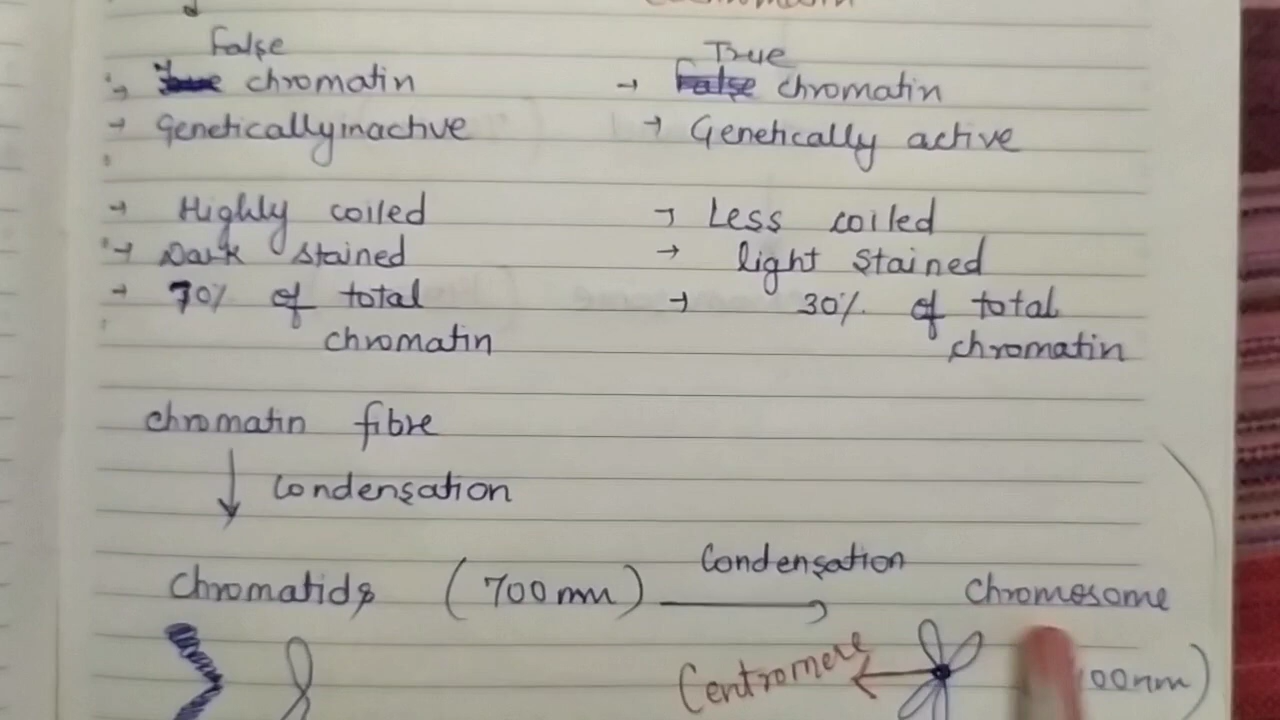 False True
→ chromatin → chromatin
→ Genetically inactive → Genetically active
→ Highly coiled → Less coiled
→ Dark stained → light stained
→ 70% of total → 30% of total
chromatin chromatin
chromatin fibre
↓ Condensation
Condensation
Chromatids (700nm) → Chromosome
Centromere
00nm)